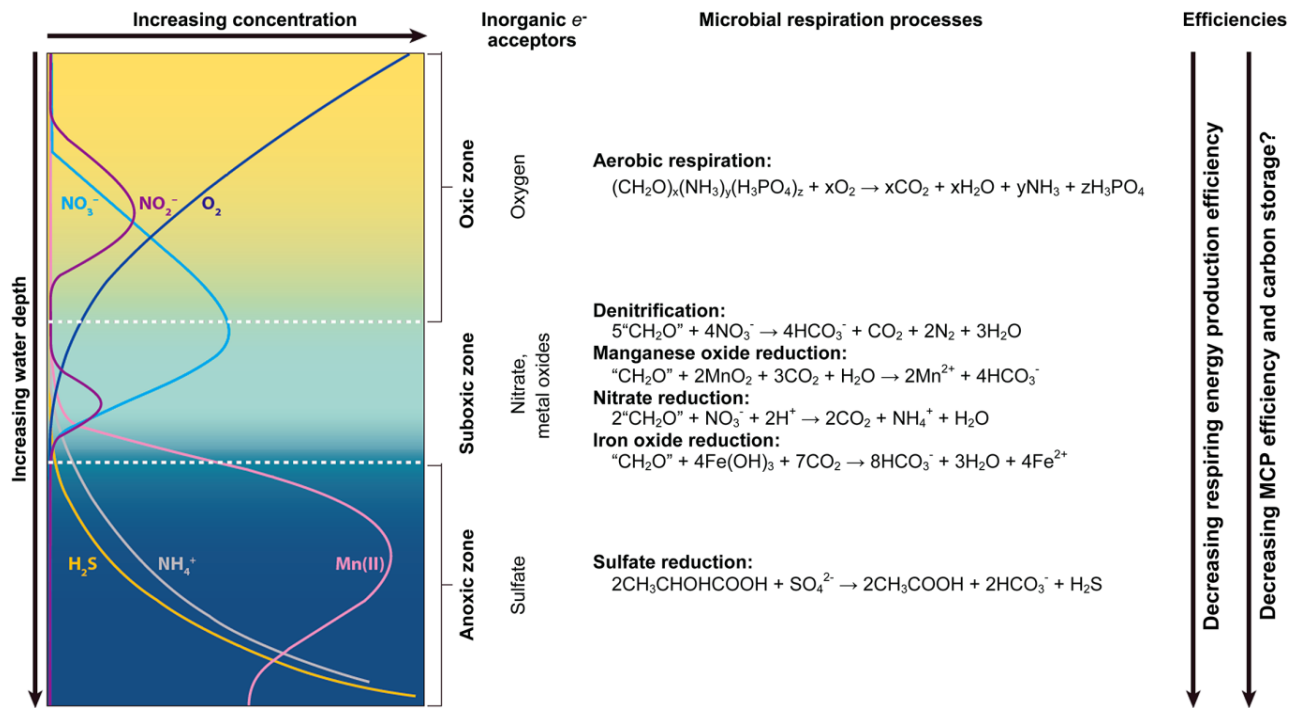 Increasing concentration
Inorganic e-
acceptors
Microbial respiration processes
Efficiencies
Increasing water depth
NO₃⁻
NO₂⁻
O₂
H₂S
NH₄⁺
Mn(II)
Oxic zone
Suboxic zone
Anoxic zone
Oxygen
Nitrate,
metal oxides
Sulfate
Aerobic respiration:
(CH₂O)ₓ(NH₃)y(H₃PO₄)z + xO₂ → xCO₂ + xH₂O + yNH₃ + zH₃PO₄
Denitrification:
5“CH₂O” + 4NO₃⁻ → 4HCO₃⁻ + CO₂ + 2N₂ + 3H₂O
Manganese oxide reduction:
“CH₂O” + 2MnO₂ + 3CO₂ + H₂O → 2Mn²⁺ + 4HCO₃⁻
Nitrate reduction:
2“CH₂O” + NO₃⁻ + 2H⁺ → 2CO₂ + NH₄⁺ + H₂O
Iron oxide reduction:
“CH₂O” + 4Fe(OH)₃ + 7CO₂ → 8HCO₃⁻ + 3H₂O + 4Fe²⁺
Sulfate reduction:
2CH₃CHOHCOOH + SO₄²⁻ → 2CH₃COOH + 2HCO₃⁻ + H₂S
Decreasing respiring energy production efficiency
Decreasing MCP efficiency and carbon storage?